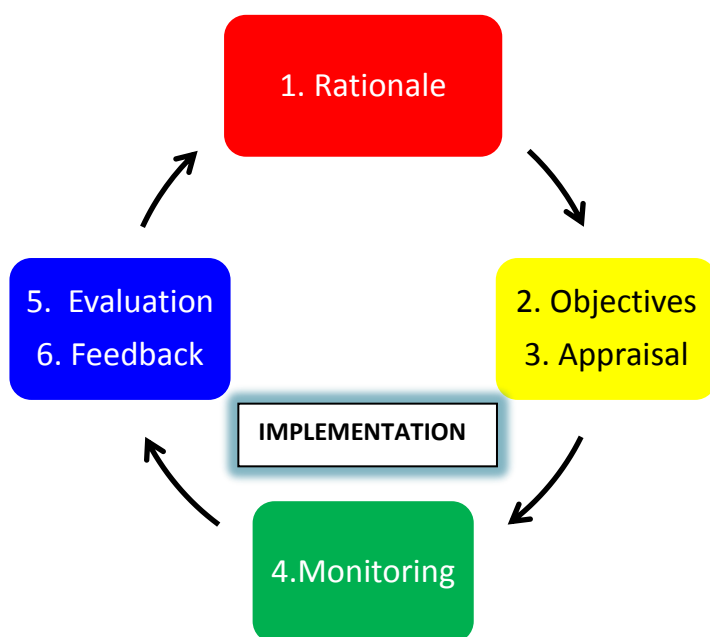 1. Rationale
2. Objectives
3. Appraisal
IMPLEMENTATION
4.Monitoring
5. Evaluation
6. Feedback